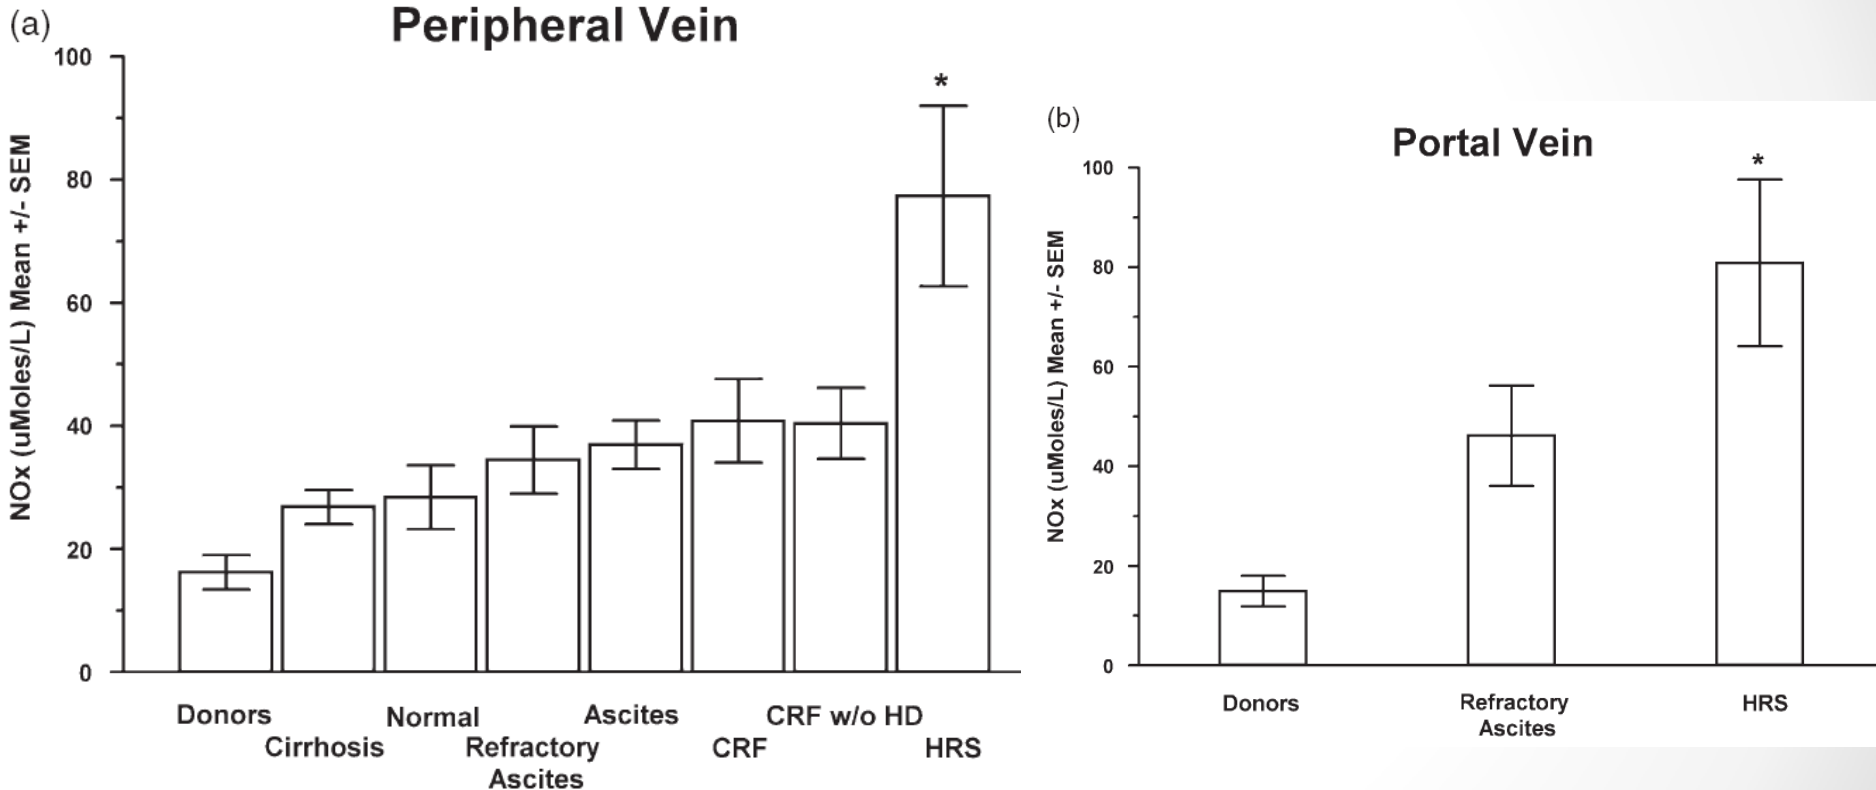 (a)
Peripheral Vein
NOx (uMoles/L) Mean +/- SEM
100
80
60
40
20
0
*
Donors
Cirrhosis
Normal
Refractory
Ascites
Ascites
CRF
CRF w/o HD
HRS
(b)
Portal Vein
NOx (uMoles/L) Mean +/- SEM
100
80
60
40
20
0
*
Donors
Refractory
Ascites
HRS